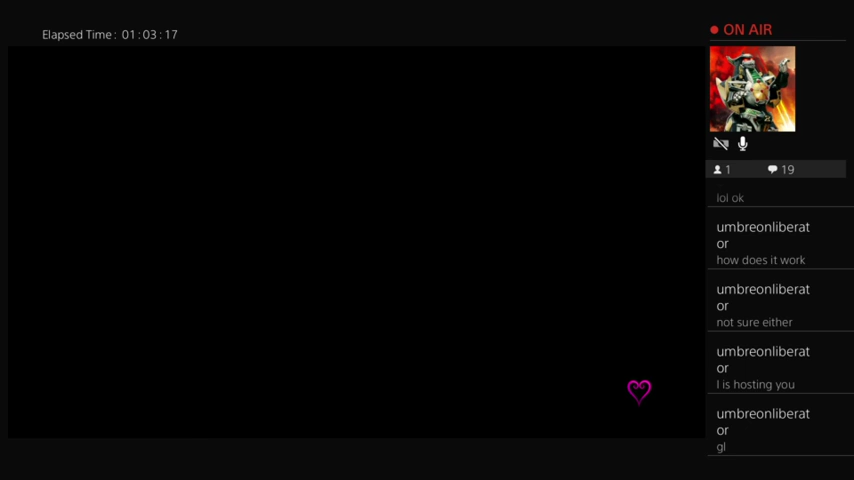 Elapsed Time: 01:03:17
ON AIR
1 19
lol ok
umbreonliberat
or
how does it work
umbreonliberat
or
not sure either
umbreonliberat
or
I is hosting you
umbreonliberat
or
gl